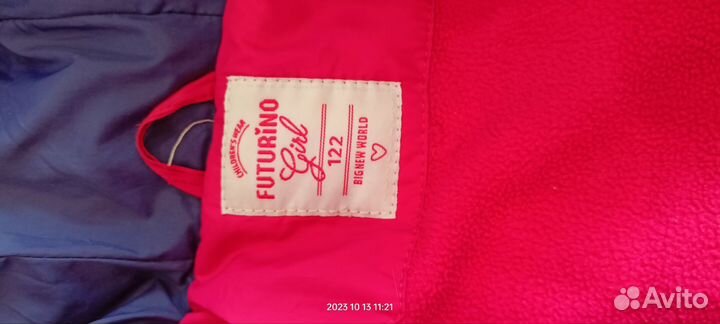 CHILDREN'S WEAR
FUTURiNO
Girl
122
BIG NEW WORLD
2023 10 13 11:21
Avito